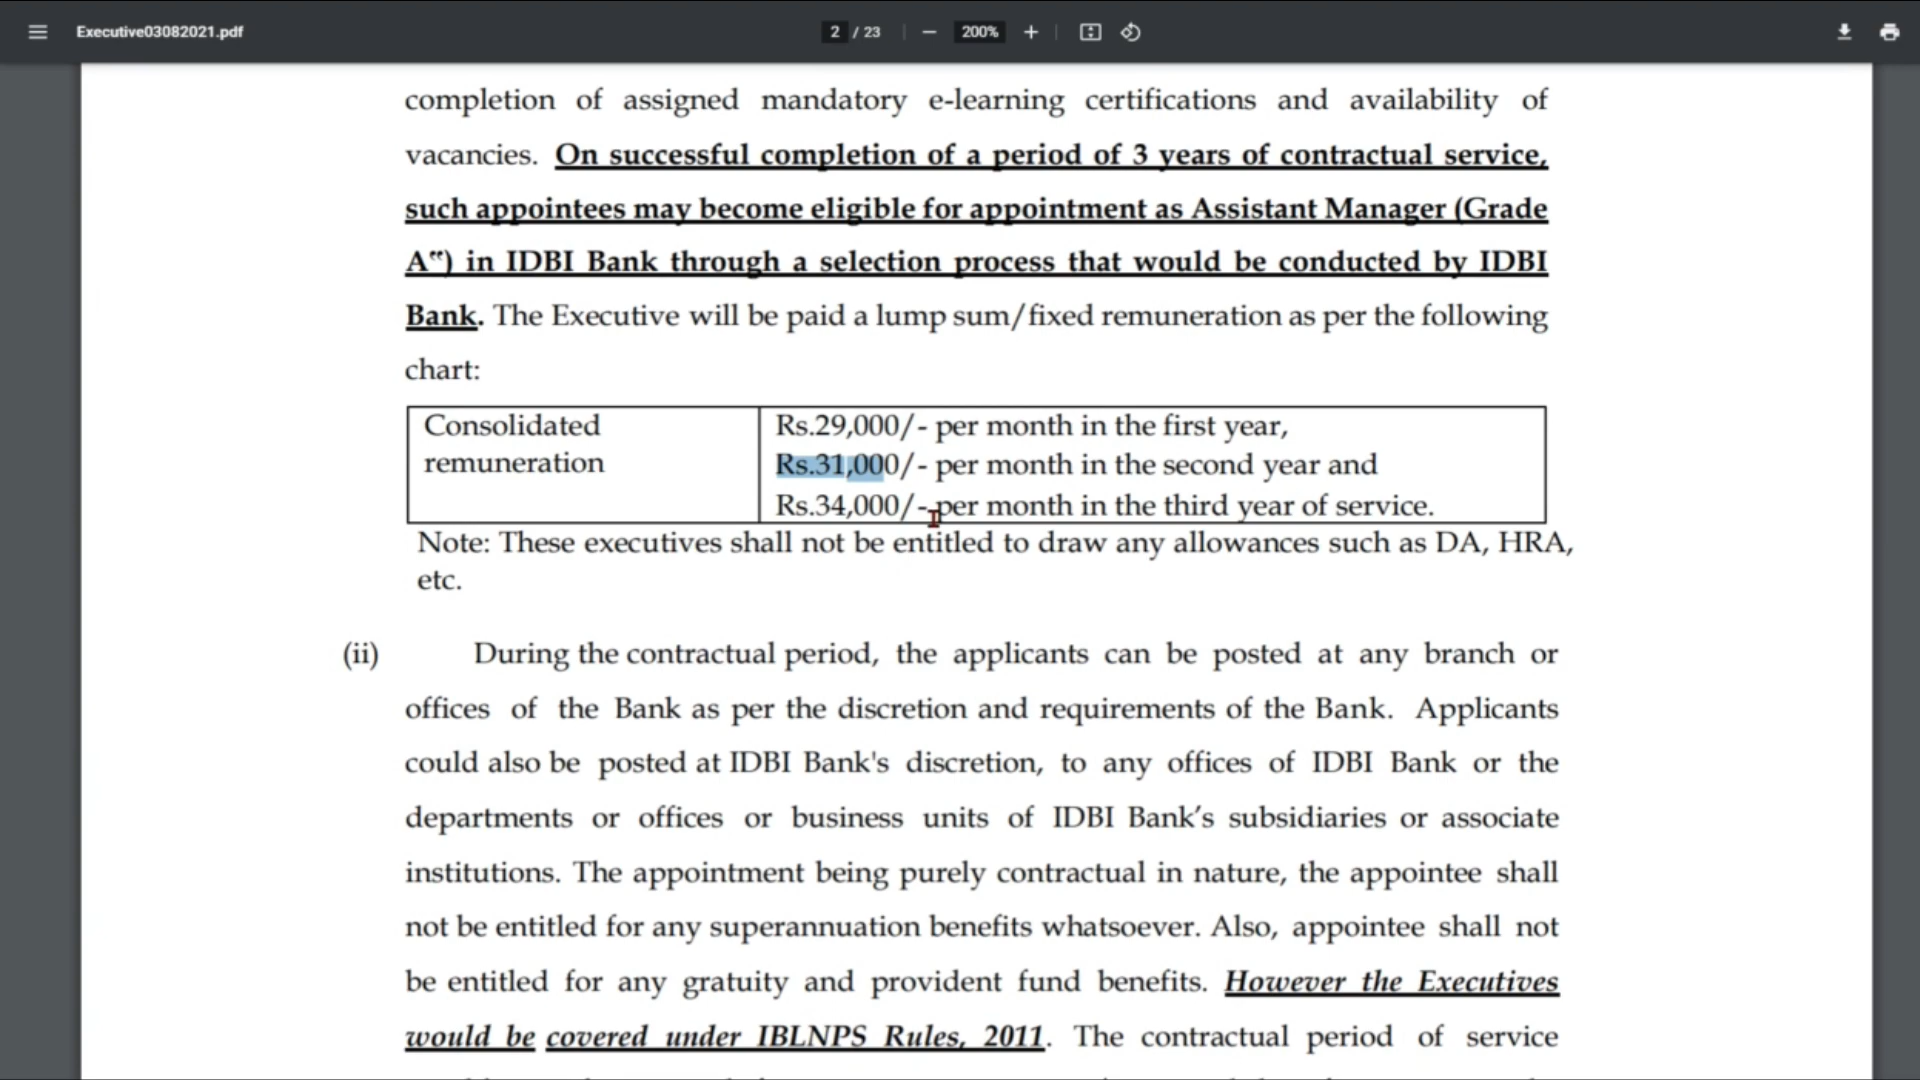 Executive03082021.pdf 2 / 23 200%
completion of assigned mandatory e-learning certifications and availability of
vacancies. On successful completion of a period of 3 years of contractual service,
such appointees may become eligible for appointment as Assistant Manager (Grade
A‟) in IDBI Bank through a selection process that would be conducted by IDBI
Bank. The Executive will be paid a lump sum/fixed remuneration as per the following
chart:
Consolidated
remuneration
Rs.29,000/- per month in the first year,
Rs.31,000/- per month in the second year and
Rs.34,000/- per month in the third year of service.
Note: These executives shall not be entitled to draw any allowances such as DA, HRA,
etc.
(ii) During the contractual period, the applicants can be posted at any branch or
offices of the Bank as per the discretion and requirements of the Bank. Applicants
could also be posted at IDBI Bank's discretion, to any offices of IDBI Bank or the
departments or offices or business units of IDBI Bank’s subsidiaries or associate
institutions. The appointment being purely contractual in nature, the appointee shall
not be entitled for any superannuation benefits whatsoever. Also, appointee shall not
be entitled for any gratuity and provident fund benefits. However the Executives
would be covered under IBLNPS Rules, 2011. The contractual period of service